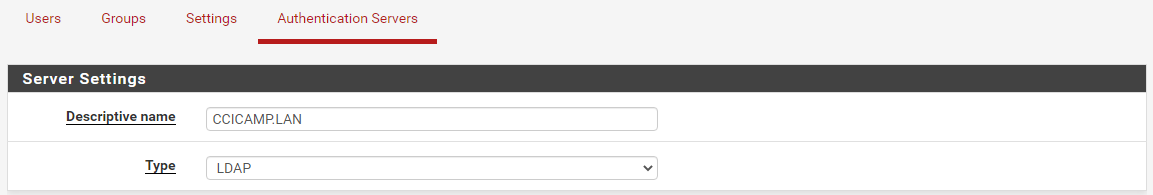 Users Groups Settings Authentication Servers
Server Settings
Descriptive name CCICAMP.LAN
Type LDAP